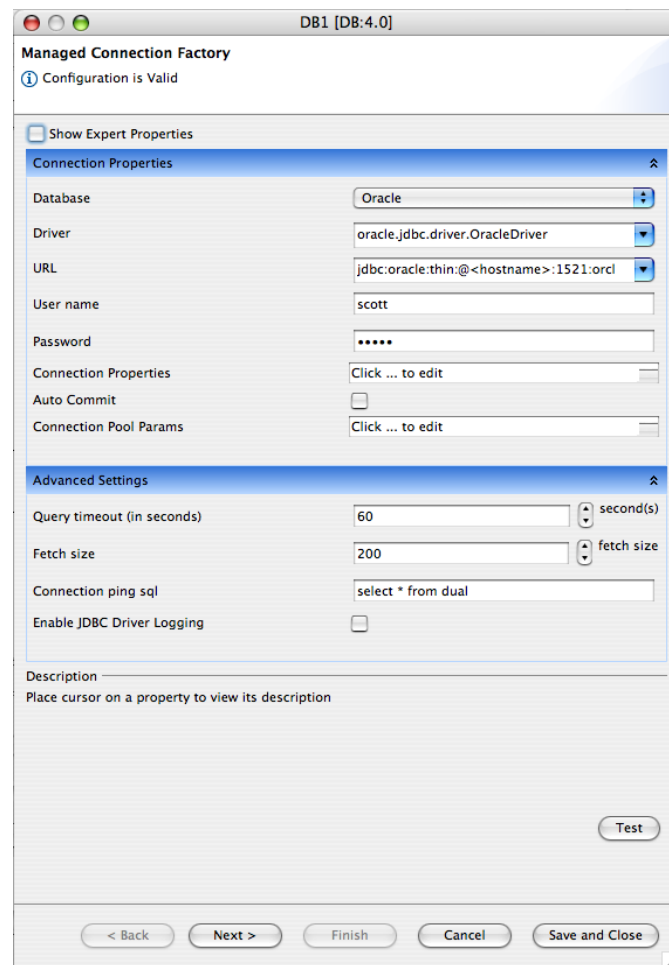 DB1 [DB:4.0]
Managed Connection Factory
Configuration is Valid
Show Expert Properties
Connection Properties
Database Oracle
Driver oracle.jdbc.driver.OracleDriver
URL jdbc:oracle:thin:@<hostname>:1521:orcl
User name scott
Password •••••
Connection Properties Click ... to edit
Auto Commit
Connection Pool Params Click ... to edit
Advanced Settings
Query timeout (in seconds) 60 second(s)
Fetch size 200 fetch size
Connection ping sql select * from dual
Enable JDBC Driver Logging
Description
Place cursor on a property to view its description
Test
< Back Next > Finish Cancel Save and Close